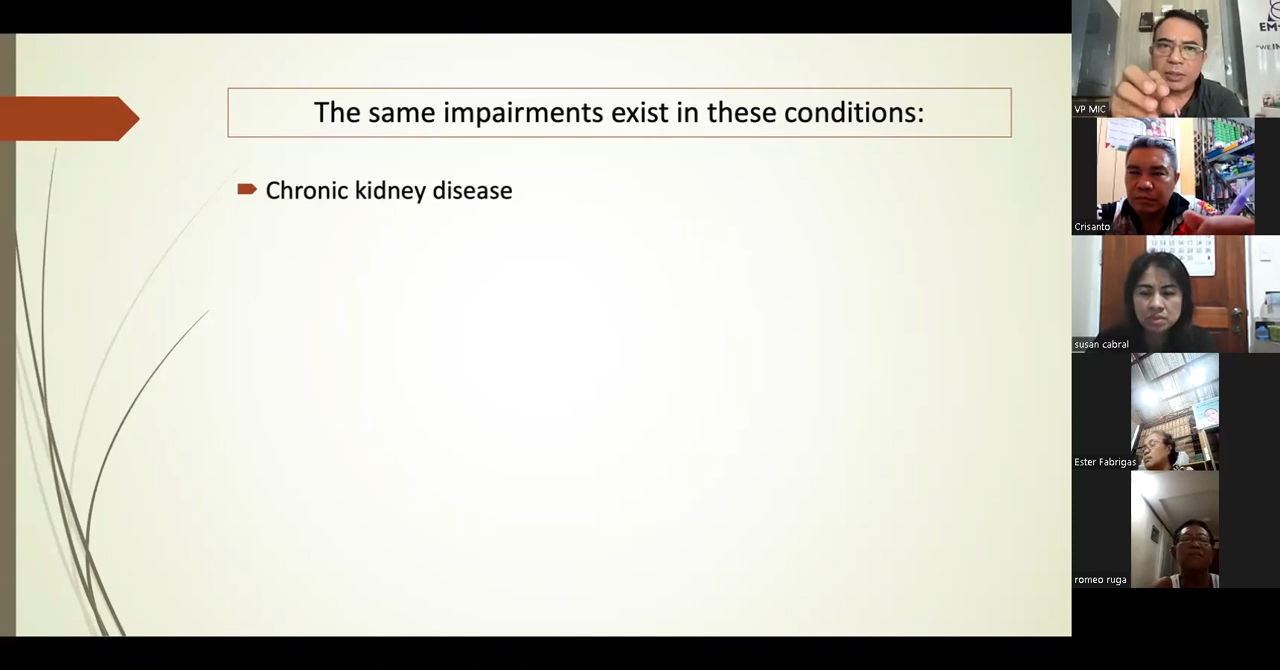 The same impairments exist in these conditions:
Chronic kidney disease
VP MIC
Crisanto
susan cabral
Ester Fabrigas
romeo ruga